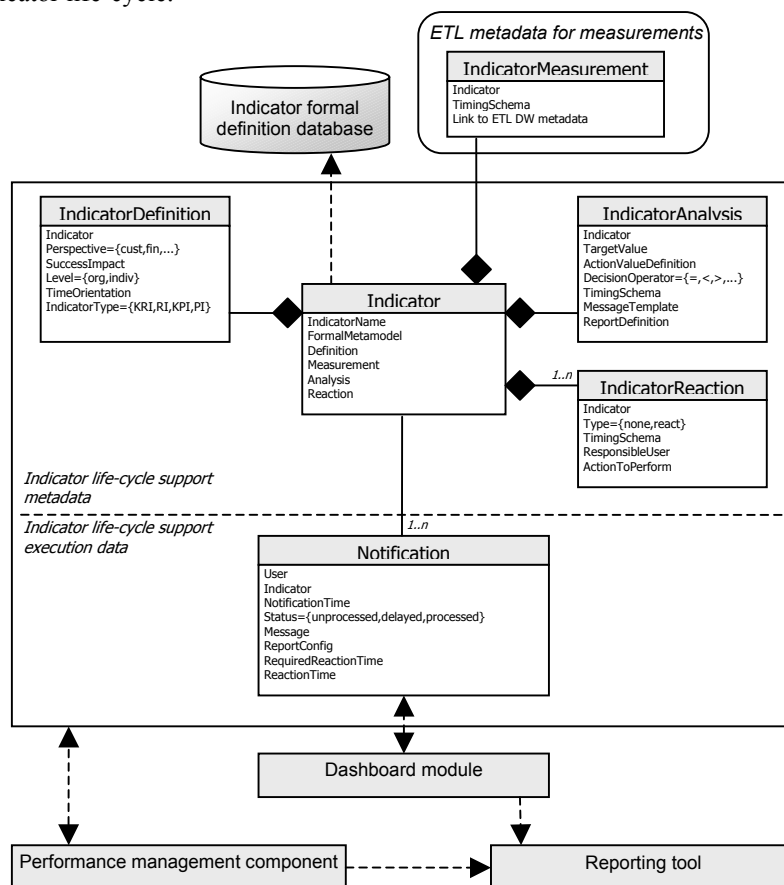 ETL metadata for measurements
IndicatorMeasurement
Indicator
TimingSchema
Link to ETL DW metadata
Indicator formal
definition database
IndicatorDefinition
Indicator
Perspective={cust,fin,...}
SuccessImpact
Level={org,indiv}
TimeOrientation
IndicatorType={KRI,RI,KPI,PI}
IndicatorAnalysis
Indicator
TargetValue
ActionValueDefinition
DecisionOperator={=,<,>,...}
TimingSchema
MessageTemplate
ReportDefinition
Indicator
IndicatorName
FormalMetamodel
Definition
Measurement
Analysis
Reaction
1..n
IndicatorReaction
Indicator
Type={none,react}
TimingSchema
ResponsibleUser
ActionToPerform
Indicator life-cycle support
metadata
Indicator life-cycle support
execution data
1..n
Notification
User
Indicator
NotificationTime
Status={unprocessed,delayed,processed}
Message
ReportConfig
RequiredReactionTime
ReactionTime
Dashboard module
Performance management component
Reporting tool